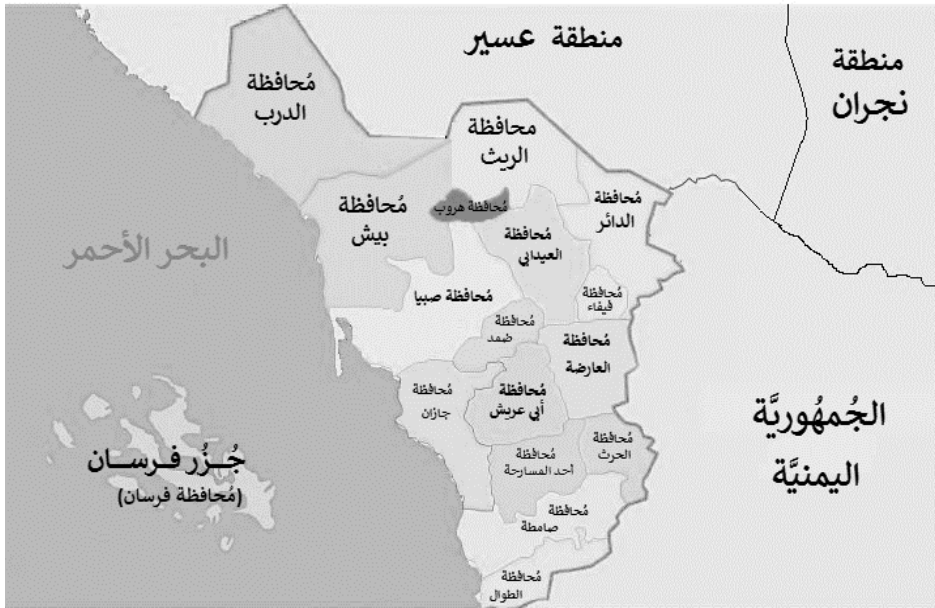 منطقة عسير
منطقة
نجران
مُحافظة
الدرب
محافظة
الريث
مُحافظة
الدائر
مُحافظة
بيش
مُحافظة هروب
مُحافظة
العيدابي
البحر الأحمر
مُحافظة صبيا
مُحافظة
فيفاء
مُحافظة
ضمد
مُحافظة
العارضة
مُحافظة
جازان
مُحافظة
أبي عريش
الجُمهُوريَّة
اليمنيَّة
مُحافظة
الحرث
مُحافظة
أحد المسارحة
جُــزُر فــرســان
(مُحافظة فرسان)
مُحافظة
صامطة
مُحافظة
الطوال